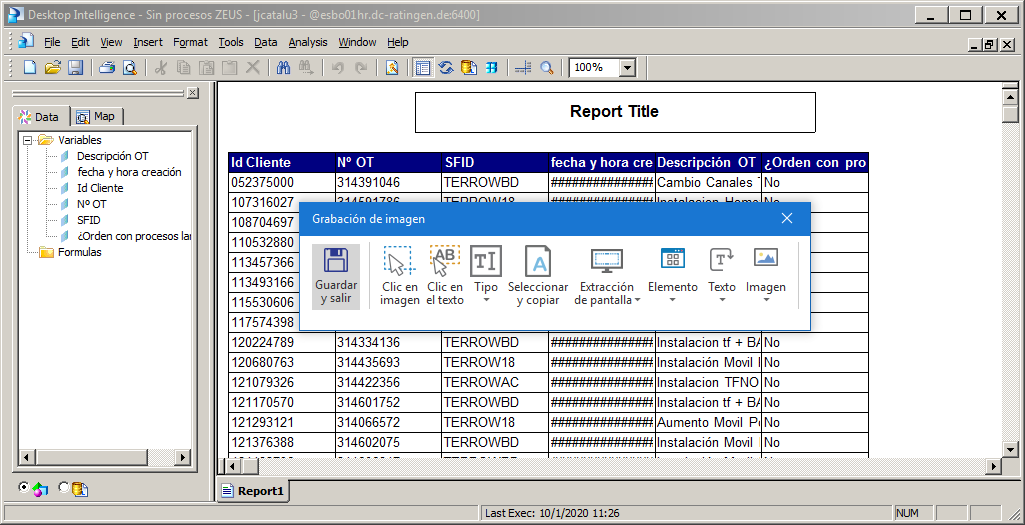 Desktop Intelligence - Sin procesos ZEUS - [jcatalu3 - @esbo01hr.dc-ratingen.de:6400]
File Edit View Insert Format Tools Data Analysis Window Help
100%
Data Map
Variables
Descripción OT
fecha y hora creación
Id Cliente
Nº OT
SFID
¿Orden con procesos lan
Formulas
Report Title
Id Cliente Nº OT SFID fecha y hora cre Descripción OT ¿Orden con pro
052375000 314391046 TERROWBD ############## Cambio Canales No
107316027
108704697
110532880
113457366
113493166
115530606
117574398
Grabación de imagen
Guardar y salir
Clic en imagen
Clic en el texto
Tipo
Seleccionar y copiar
Extracción de pantalla
Elemento
Texto
Imagen
120224789 314334136 TERROWBD ############## Instalacion tf + BA No
120680763 314435693 TERROW18 ############## Instalación Movil No
121079326 314422356 TERROWAC ############## Instalacion TFNO No
121170570 314601752 TERROWBD ############## Instalacion tf + BA No
121293121 314066572 TERROW18 ############## Aumento Movil Po No
121376388 314602075 TERROWBD ############## Instalación Movil No
Report1
Last Exec: 10/1/2020 11:26
NUM